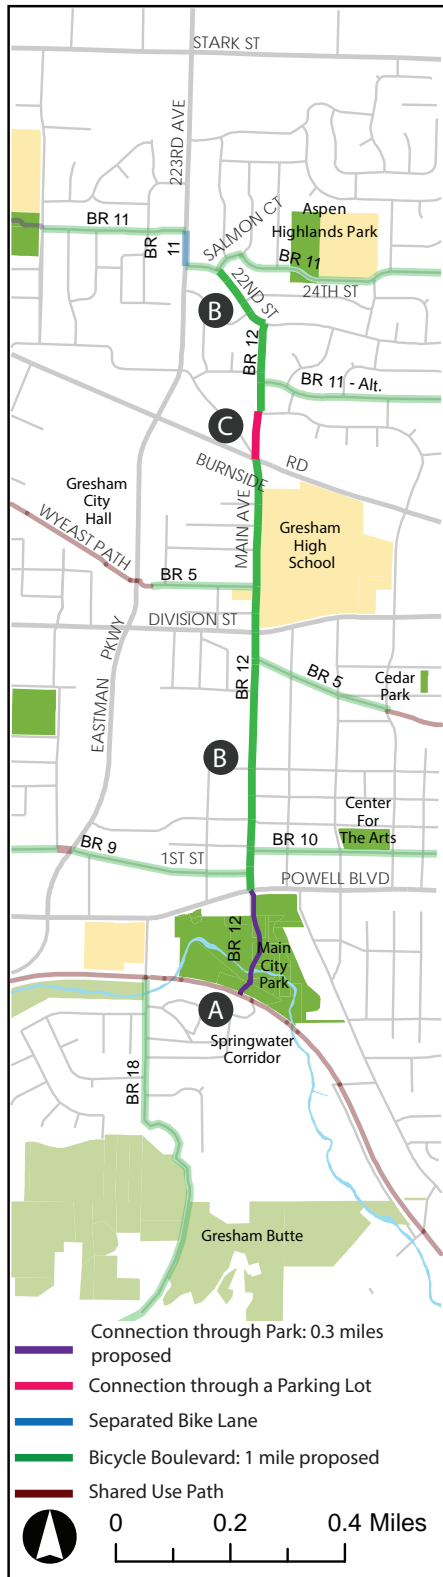 STARK ST
223RD AVE
BR 11
BR 11
SALMON CT
Aspen
Highlands Park
BR 11
24TH ST
22ND ST
B
BR 12
BR 11 - Alt.
C
BURNSIDE RD
Gresham
City
Hall
WYEAST PATH
MAIN AVE
Gresham
High
School
BR 5
DIVISION ST
EASTMAN PKWY
BR 12
BR 5
Cedar
Park
B
Center
For
The Arts
BR 9
1ST ST
BR 10
POWELL BLVD
BR 12
Main
City
Park
A
Springwater
Corridor
BR 18
Gresham Butte
Connection through Park: 0.3 miles
proposed
Connection through a Parking Lot
Separated Bike Lane
Bicycle Boulevard: 1 mile proposed
Shared Use Path
0 0.2 0.4 Miles